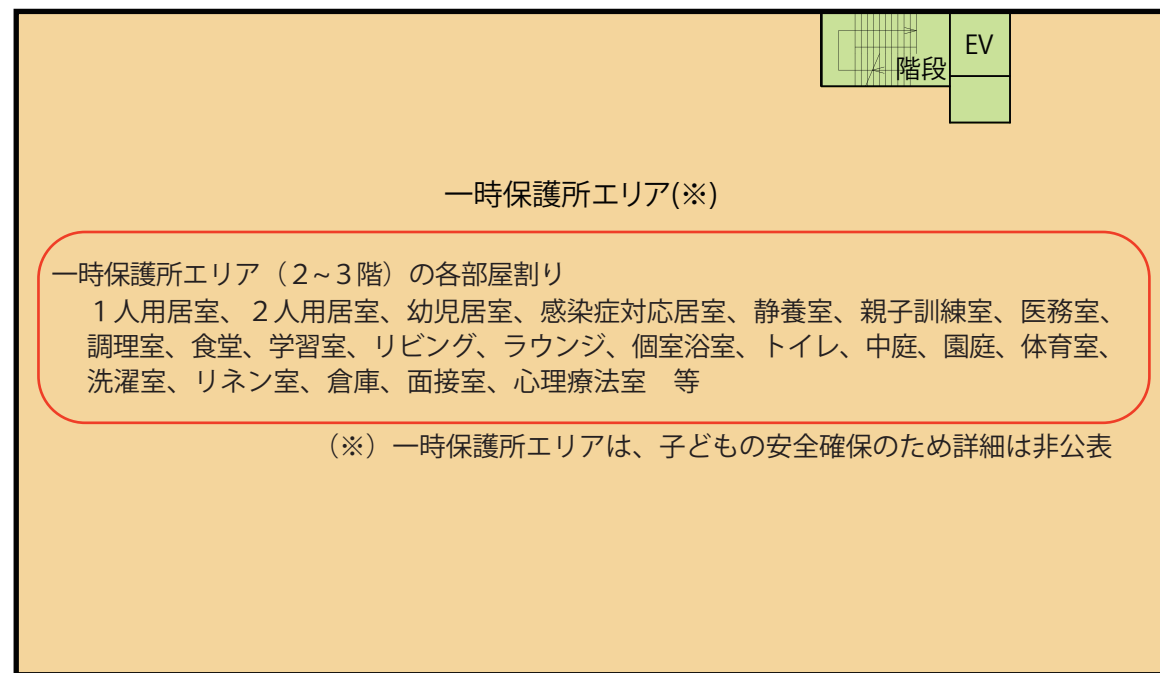 EV
階段
一時保護所エリア(※)
一時保護所エリア（２~３階）の各部屋割り
１人用居室、２人用居室、幼児居室、感染症対応居室、静養室、親子訓練室、医務室、
調理室、食堂、学習室、リビング、ラウンジ、個室浴室、トイレ、中庭、園庭、体育室、
洗濯室、リネン室、倉庫、面接室、心理療法室　等
（※）一時保護所エリアは、子どもの安全確保のため詳細は非公表